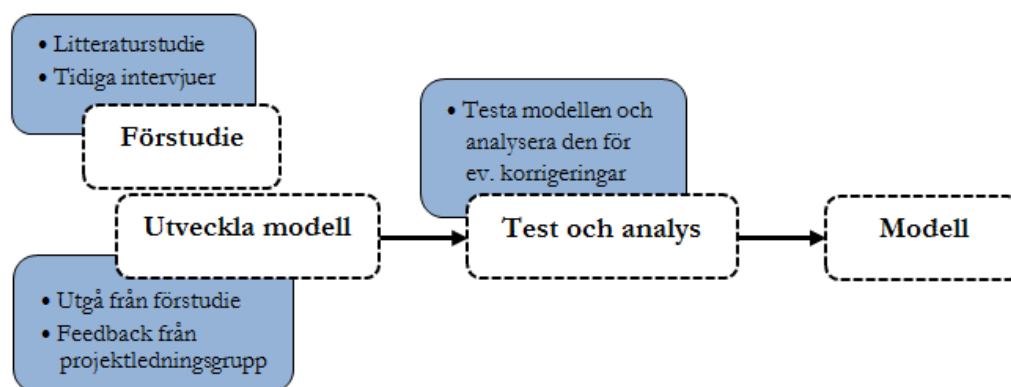 • Litteraturstudie
• Tidiga intervjuer
Förstudie
Utveckla modell
• Utgå från förstudie
• Feedback från
projektledningsgrupp
• Testa modellen och
analysera den för
ev. korrigeringar
Test och analys
Modell